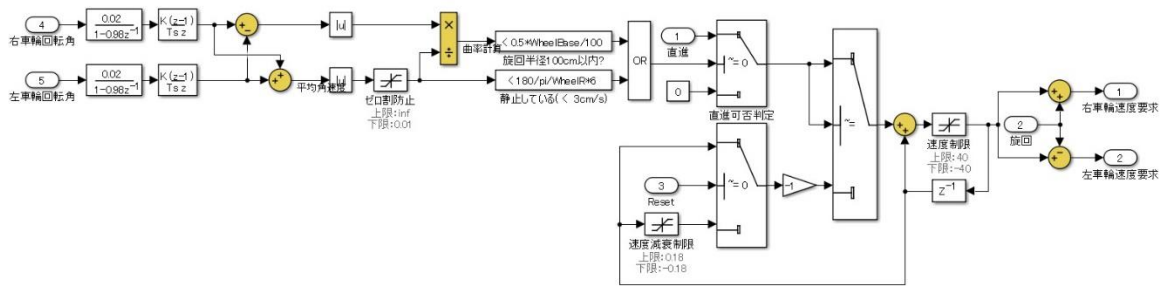 4
右車輪回転角
0.02
1-0.98z⁻¹
K(z-1)
Ts z
5
左車輪回転角
0.02
1-0.98z⁻¹
K(z-1)
Ts z
平均角速度
|u|
|u|
ゼロ割防止
上限:inf
下限:0.01
×
÷
曲率計算
< 0.5*WheelBase/100
旋回半径100cm以内?
< 180/pi/WheelR*6
静止している(< 3cm/s)
OR
1
直進
0
~= 0
直進可否判定
3
Reset
~= 0
速度減衰制限
上限:0.18
下限:-0.18
-1
~=
速度制限
上限:40
下限:-40
z⁻¹
2
旋回
1
右車輪速度要求
2
左車輪速度要求